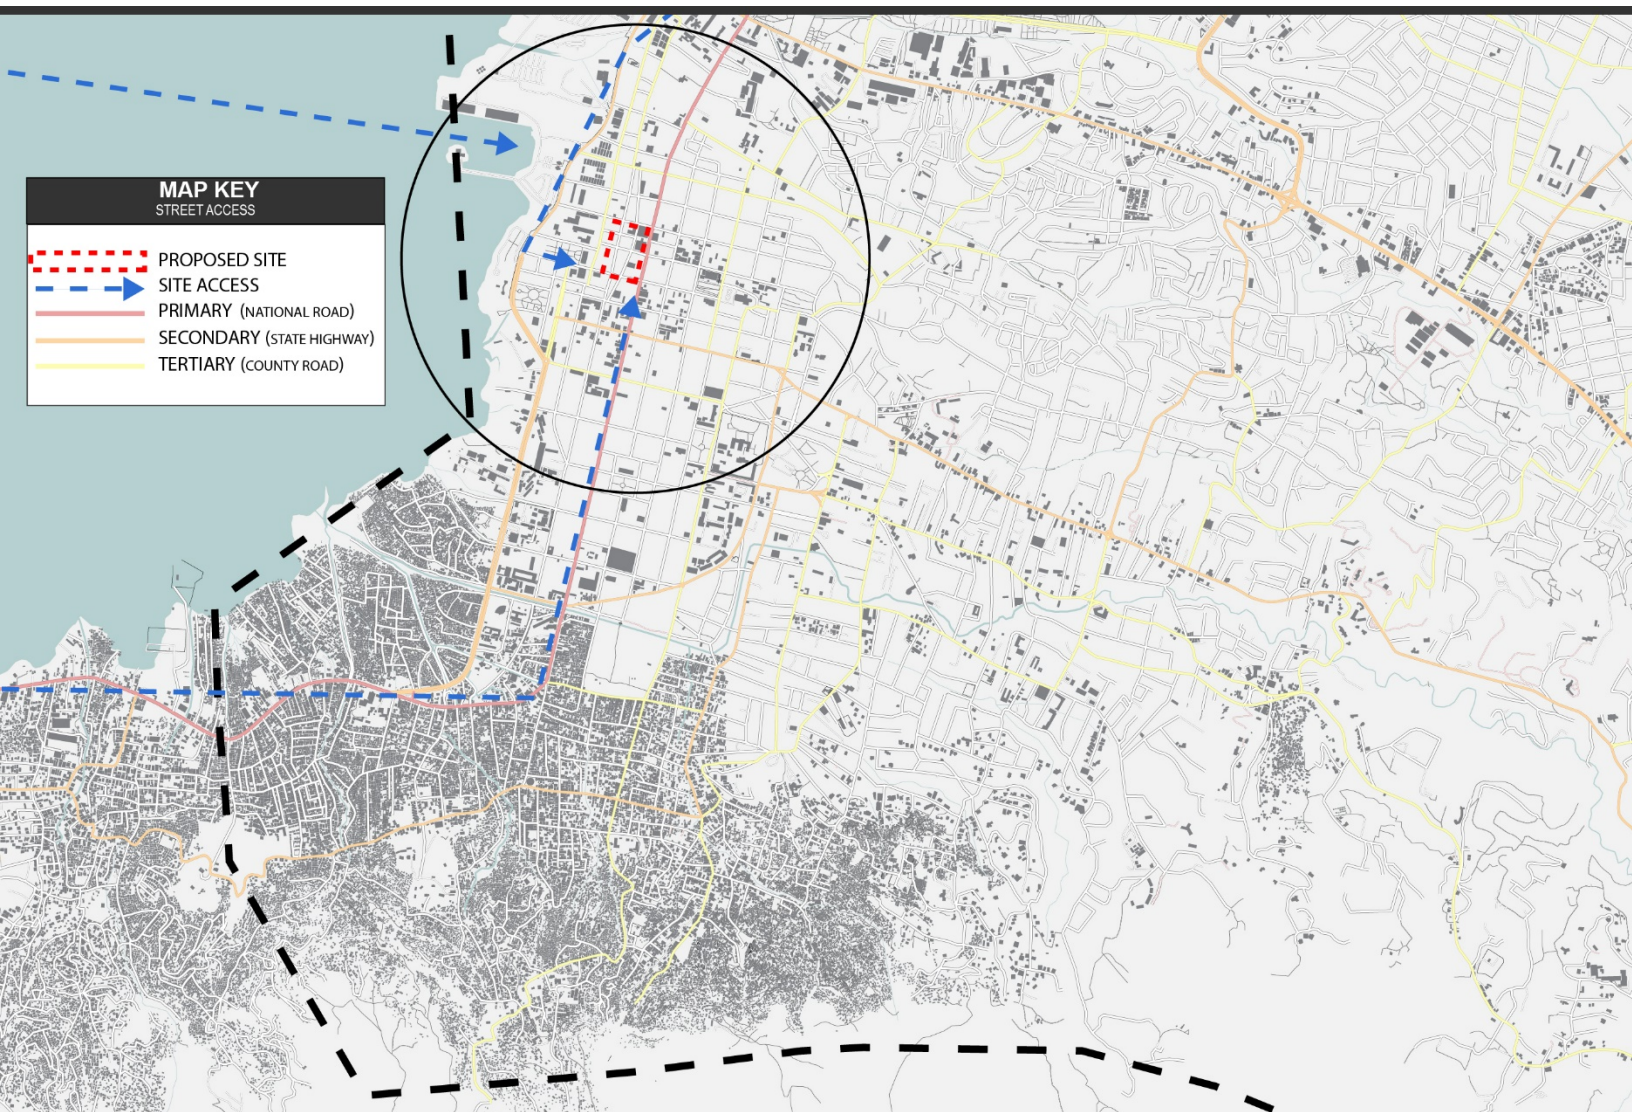 MAP KEY
STREET ACCESS
PROPOSED SITE
SITE ACCESS
PRIMARY (NATIONAL ROAD)
SECONDARY (STATE HIGHWAY)
TERTIARY (COUNTY ROAD)